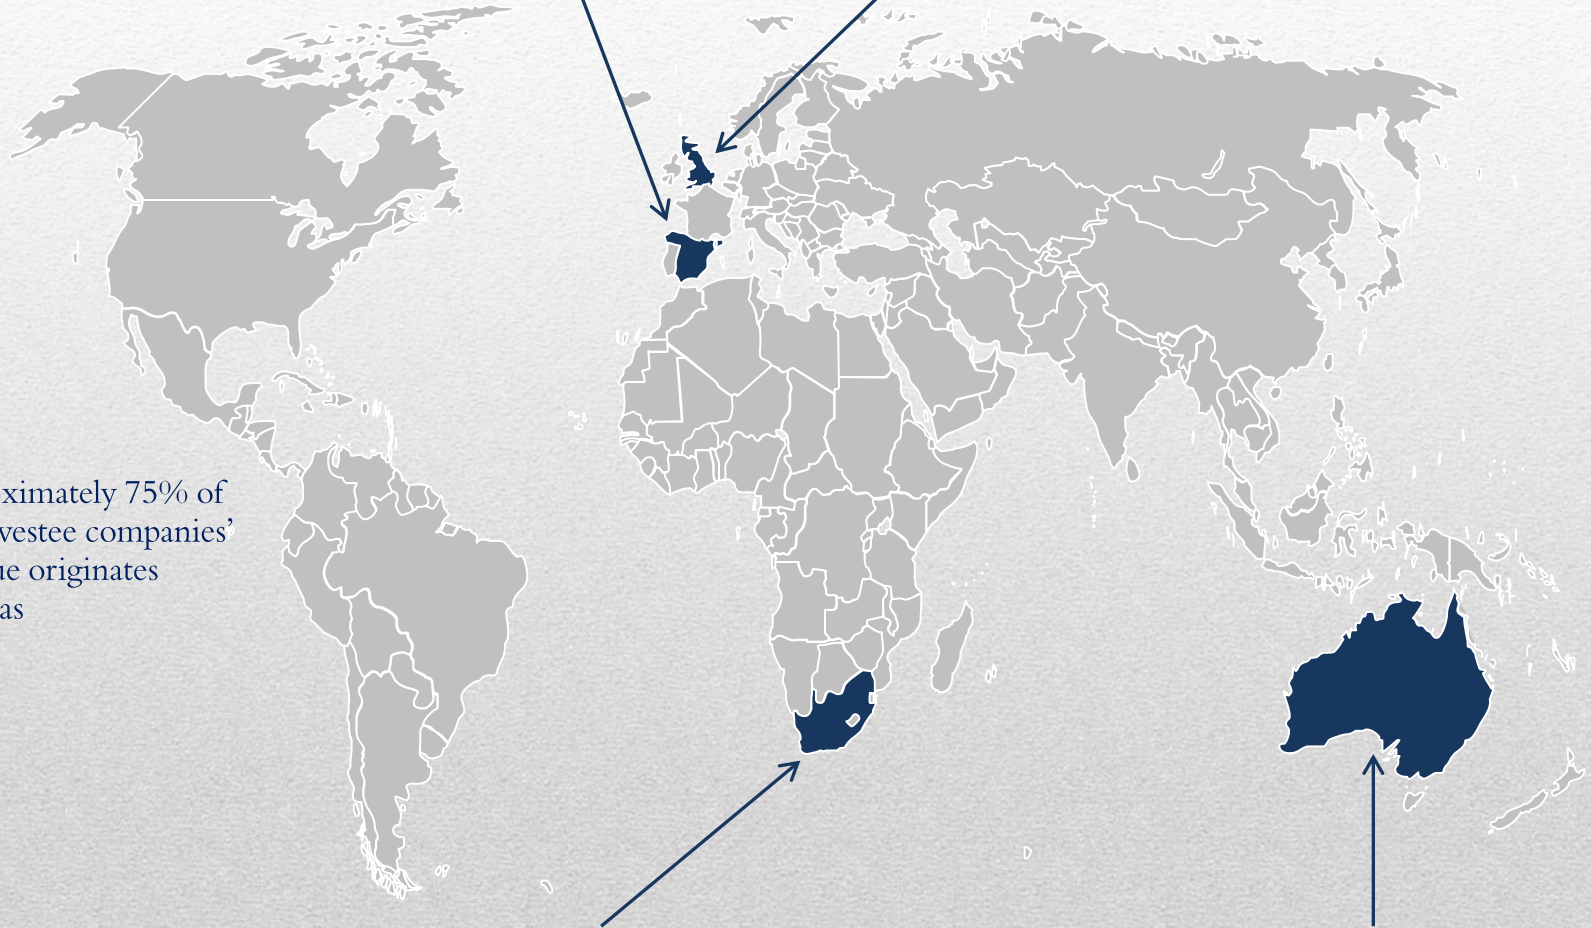 ximately 75% of
vestee companies’
ue originates
as